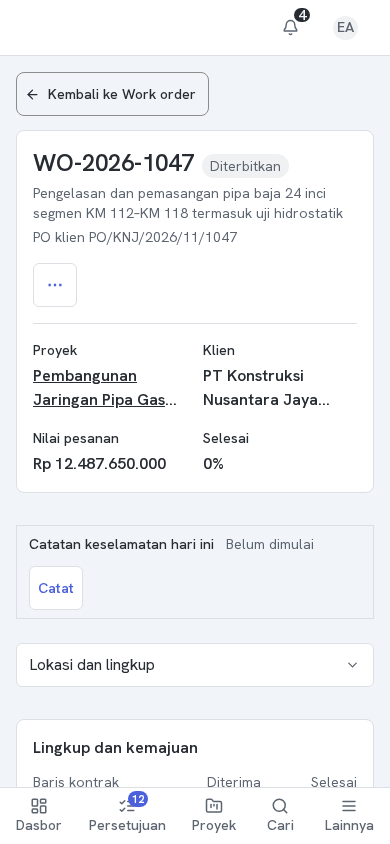 4
EA
Kembali ke Work order
WO-2026-1047 Diterbitkan
Pengelasan dan pemasangan pipa baja 24 inci
segmen KM 112–KM 118 termasuk uji hidrostatik
PO klien PO/KNJ/2026/11/1047
Proyek Klien
Pembangunan PT Konstruksi
Jaringan Pipa Gas… Nusantara Jaya…
Nilai pesanan Selesai
Rp 12.487.650.000 0%
Catatan keselamatan hari ini Belum dimulai
Catat
Lokasi dan lingkup
Lingkup dan kemajuan
Baris kontrak Diterima Selesai
12
Dasbor Persetujuan Proyek Cari Lainnya